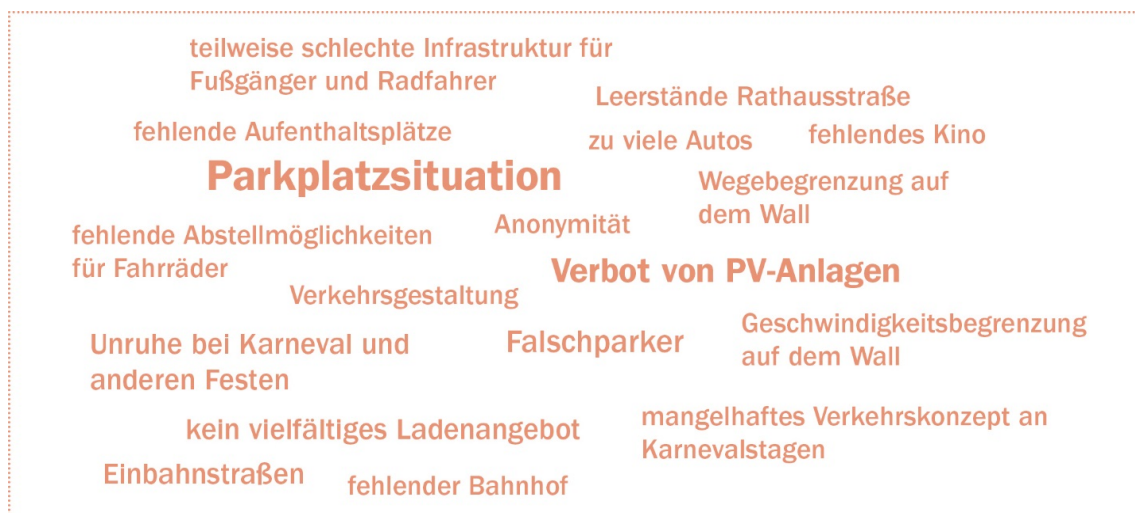 teilweise schlechte Infrastruktur für
Fußgänger und Radfahrer
Leerstände Rathausstraße
fehlende Aufenthaltsplätze
zu viele Autos
fehlendes Kino
Parkplatzsituation
Wegebegrenzung auf
dem Wall
Anonymität
fehlende Abstellmöglichkeiten
für Fahrräder
Verbot von PV-Anlagen
Verkehrsgestaltung
Geschwindigkeitsbegrenzung
auf dem Wall
Unruhe bei Karneval und
anderen Festen
Falschparker
kein vielfältiges Ladenangebot
mangelhaftes Verkehrskonzept an
Karnevalstagen
Einbahnstraßen
fehlender Bahnhof